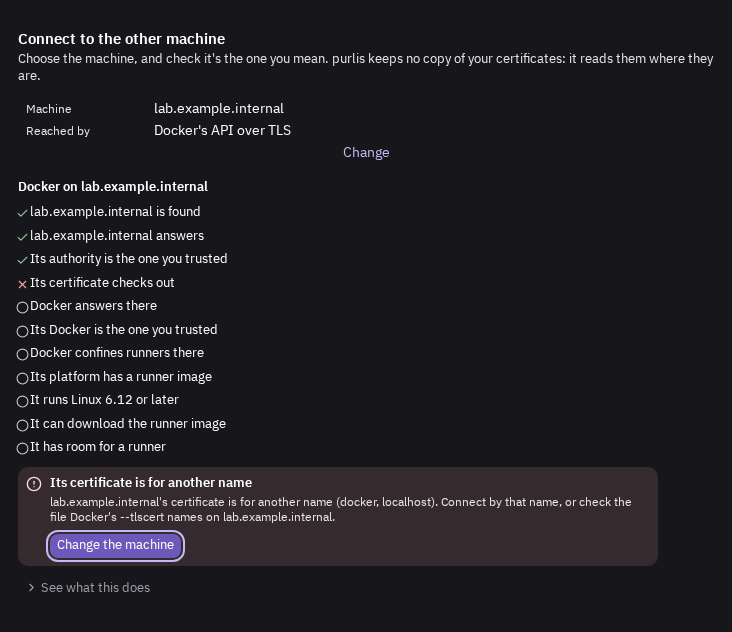 Connect to the other machine
Choose the machine, and check it's the one you mean. purlis keeps no copy of your certificates: it reads them where they
are.
Machine lab.example.internal
Reached by Docker's API over TLS
Change
Docker on lab.example.internal
lab.example.internal is found
lab.example.internal answers
Its authority is the one you trusted
Its certificate checks out
Docker answers there
Its Docker is the one you trusted
Docker confines runners there
Its platform has a runner image
It runs Linux 6.12 or later
It can download the runner image
It has room for a runner
Its certificate is for another name
lab.example.internal's certificate is for another name (docker, localhost). Connect by that name, or check the
file Docker's --tlscert names on lab.example.internal.
Change the machine
See what this does